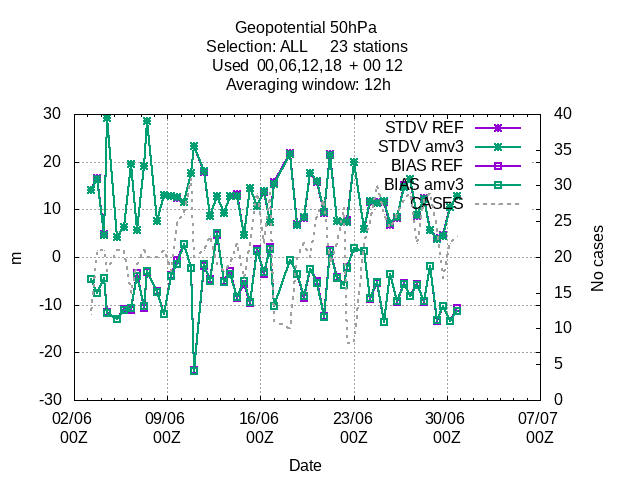 Geopotential 50hPa
Selection: ALL 23 stations
Used 00,06,12,18 + 00 12
Averaging window: 12h
STDV REF
STDV amv3
BIAS REF
BIAS amv3
CASES
30
20
10
0
-10
-20
-30
m
40
35
30
25
20
15
10
5
0
No cases
02/06 09/06 16/06 23/06 30/06 07/07
00Z 00Z 00Z 00Z 00Z 00Z
Date